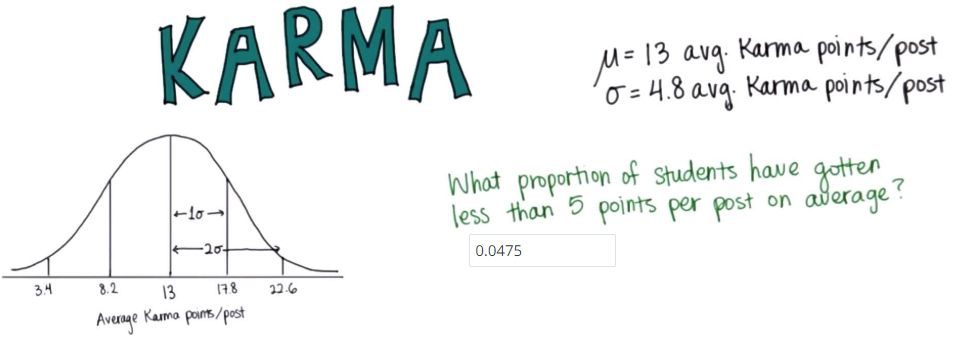 KARMA
μ = 13 avg. Karma points/post
σ = 4.8 avg. Karma points/post
What proportion of students have gotten
less than 5 points per post on average?
0.0475
←1σ→
←2σ→
3.4 8.2 13 17.8 22.6
Average Karma points/post